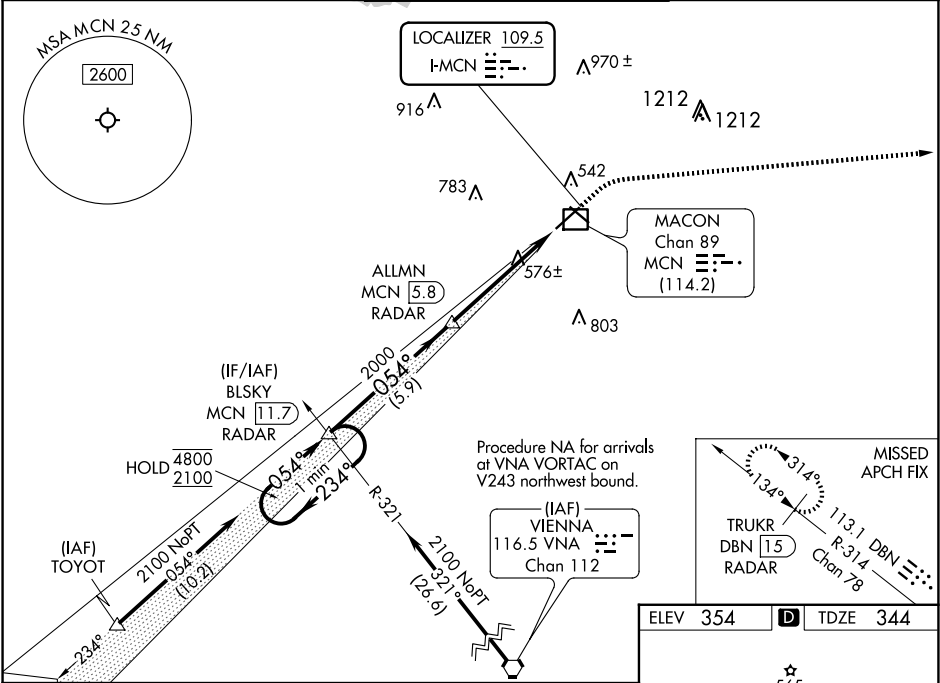 MSA MCN 25 NM
2600
LOCALIZER 109.5
I-MCN
970 ±
916
1212
1212
783
542
MACON
Chan 89
MCN
(114.2)
576±
ALLMN
MCN 5.8
RADAR
803
2000
054°
(5.9)
(IF/IAF)
BLSKY
MCN 11.7
RADAR
HOLD 4800
2100
054°
1 min
234°
Procedure NA for arrivals
at VNA VORTAC on
V243 northwest bound.
R-321
2100 NoPT
321°
(26.6)
(IAF)
VIENNA
116.5 VNA
Chan 112
(IAF)
TOYOT
2100 NoPT
054°
(10.2)
234°
MISSED
APCH FIX
314°
134°
TRUKR
DBN 15
RADAR
113.1 DBN
R-314
Chan 78
ELEV 354 D TDZE 344